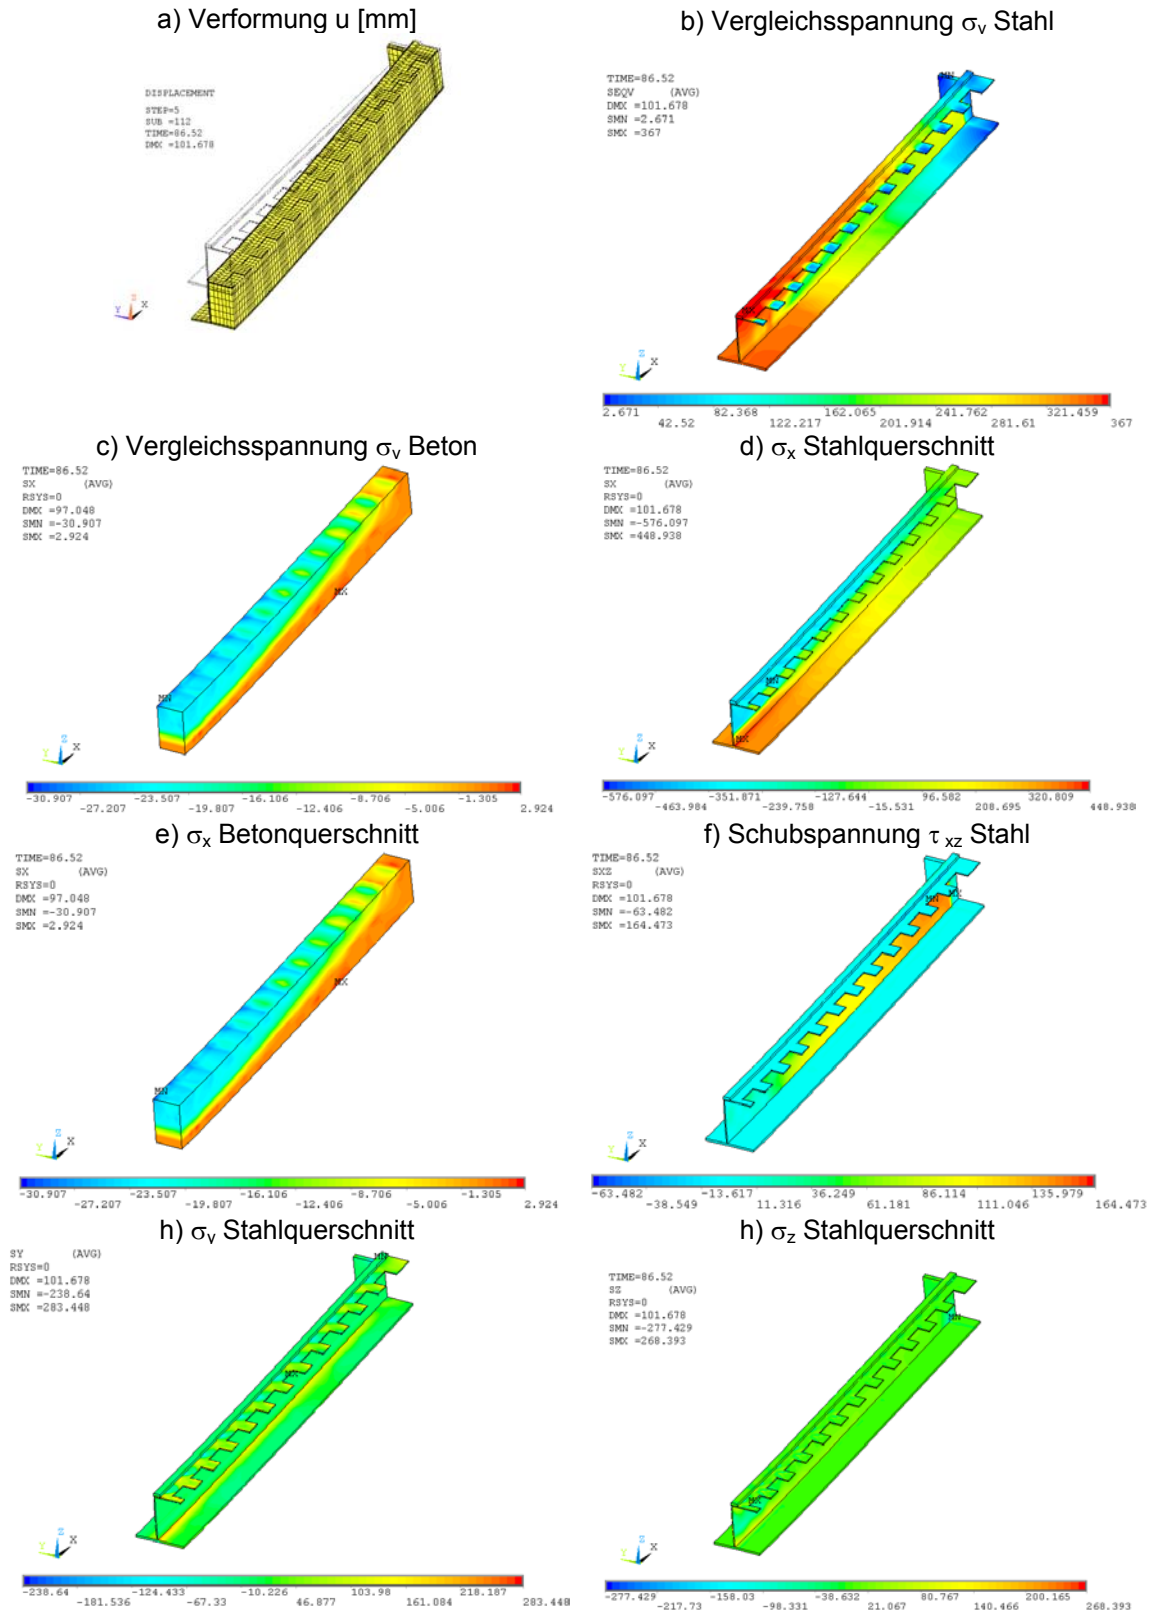 a) Verformung u [mm]
DISPLACEMENT
STEP=5
SUB =112
TIME=86.52
DMX =101.678
b) Vergleichsspannung σv Stahl
TIME=86.52
SEQV (AVG)
DMX =101.678
SMN =2.671
SMX =367
MN
MX
2.671 82.368 162.065 241.762 321.459
42.52 122.217 201.914 281.61 367
c) Vergleichsspannung σv Beton
TIME=86.52
SX (AVG)
RSYS=0
DMX =97.048
SMN =-30.907
SMX =2.924
MX
MN
-30.907 -23.507 -16.106 -8.706 -1.305
-27.207 -19.807 -12.406 -5.006 2.924
d) σx Stahlquerschnitt
TIME=86.52
SX (AVG)
RSYS=0
DMX =101.678
SMN =-576.097
SMX =448.938
MN
MX
-576.097 -351.871 -127.644 96.582 320.809
-463.984 -239.758 -15.531 208.695 448.938
e) σx Betonquerschnitt
TIME=86.52
SX (AVG)
RSYS=0
DMX =97.048
SMN =-30.907
SMX =2.924
MX
MN
-30.907 -23.507 -16.106 -8.706 -1.305
-27.207 -19.807 -12.406 -5.006 2.924
f) Schubspannung τ xz Stahl
TIME=86.52
SXZ (AVG)
RSYS=0
DMX =101.678
SMN =-63.482
SMX =164.473
MN MX
-63.482 -13.617 36.249 86.114 135.979
-38.549 11.316 61.181 111.046 164.473
h) σy Stahlquerschnitt
SY (AVG)
RSYS=0
DMX =101.678
SMN =-238.64
SMX =283.448
MN
MX
-238.64 -124.433 -10.226 103.98 218.187
-181.536 -67.33 46.877 161.084 283.448
h) σz Stahlquerschnitt
TIME=86.52
SZ (AVG)
RSYS=0
DMX =101.678
SMN =-277.429
SMX =268.393
MN
MX
-277.429 -158.03 -38.632 80.767 200.165
-217.73 -98.331 21.067 140.466 268.393